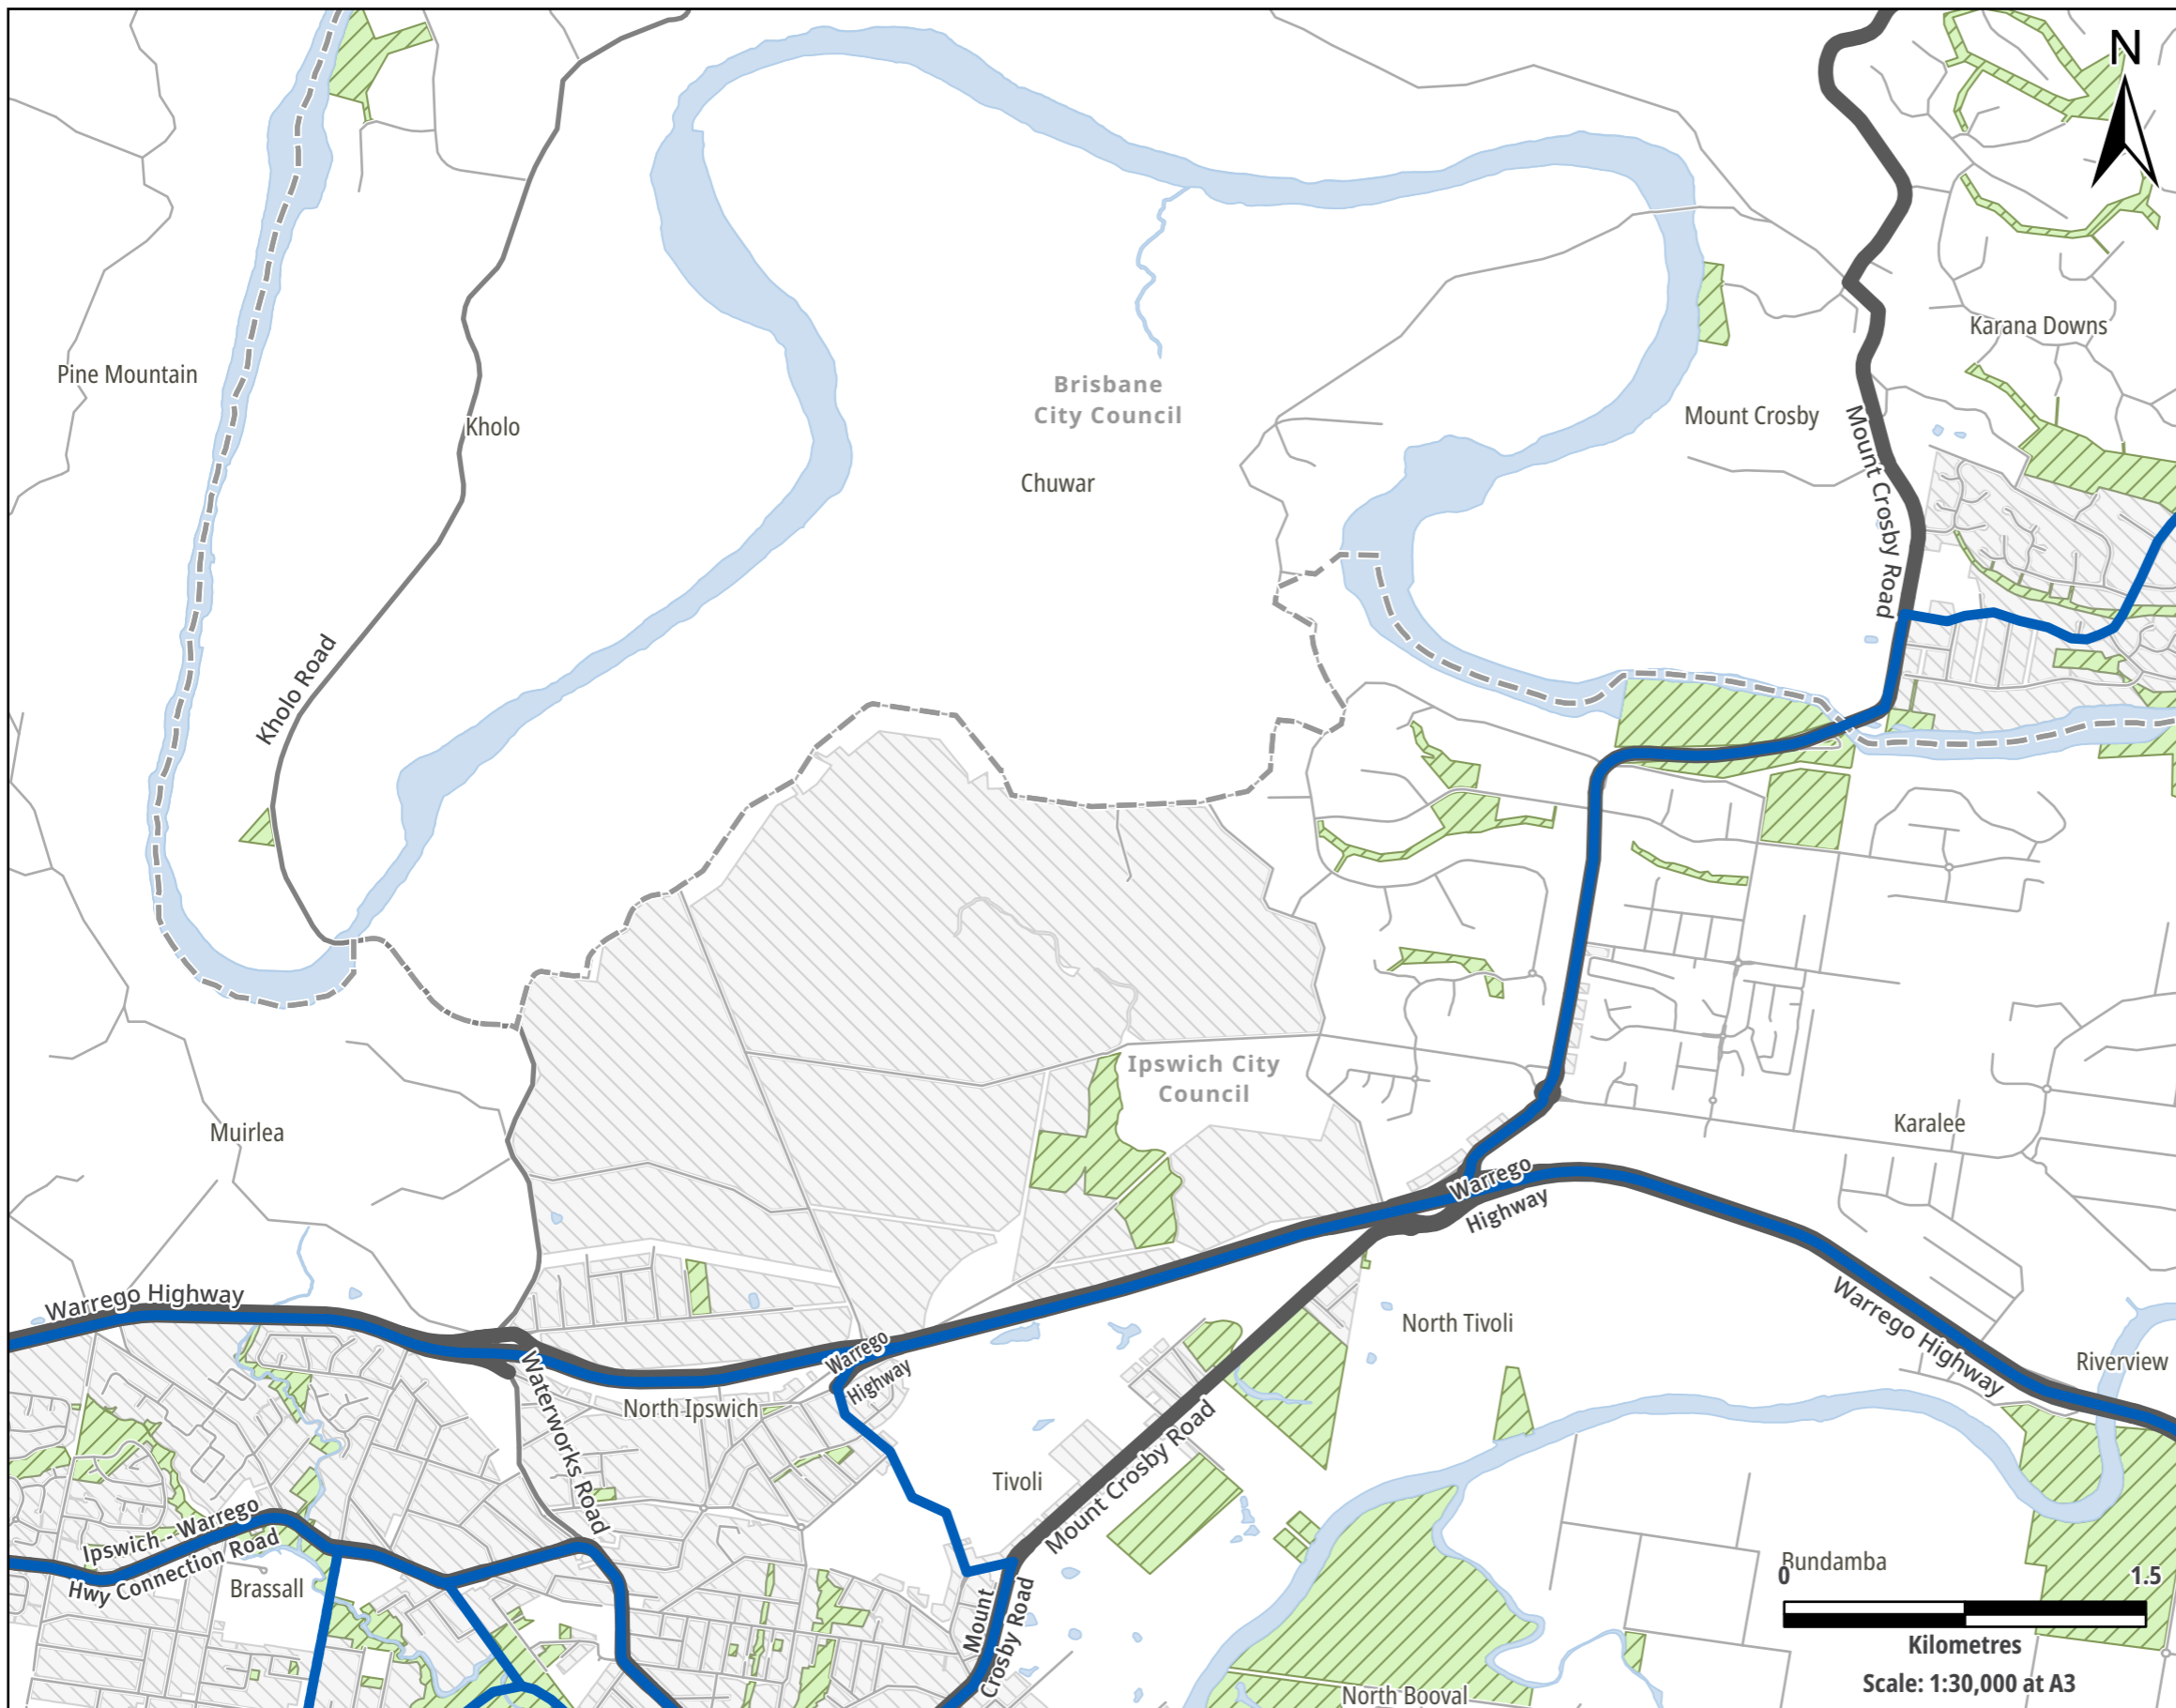 N
Karana Downs
Pine Mountain
Brisbane
City Council
Mount Crosby
Kholo
Mount Crosby Road
Chuwar
Kholo Road
Ipswich City
Council
Karalee
Muirlea
Warrego
Highway
Warrego Highway
North Tivoli
Warrego Highway
Riverview
Warrego
Highway
North Ipswich
Waterworks Road
Tivoli
Mount Crosby Road
Ipswich - Warrego
Hwy Connection Road
Brassall
Mount
Crosby Road
Bundamba
0
1.5
Kilometres
Scale: 1:30,000 at A3
North Booval